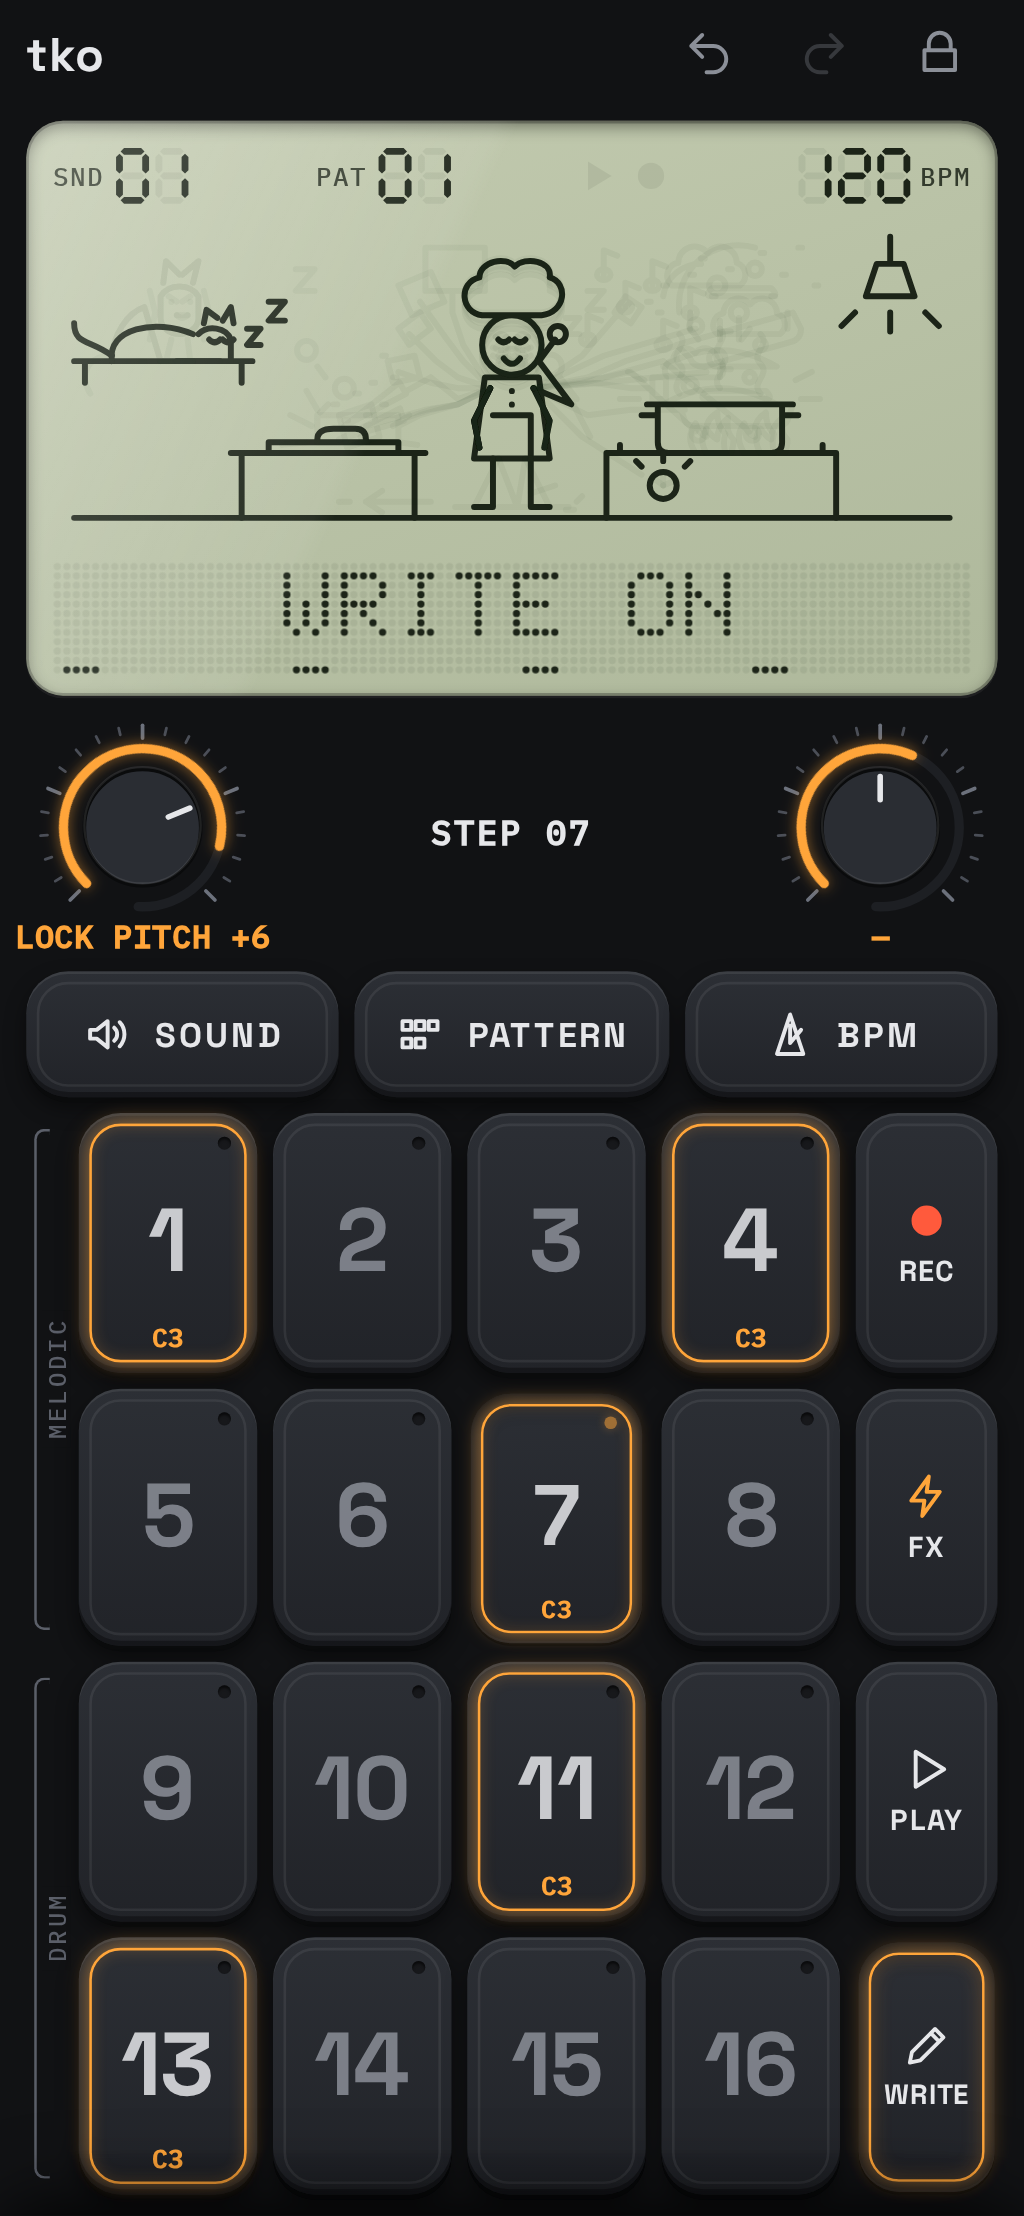 tko
SND 01 PAT 01 120 BPM
z z
WRITE ON
STEP 07
LOCK PITCH +6 –
SOUND PATTERN BPM
MELODIC
1 2 3 4 REC
C3 C3
5 6 7 8 FX
C3
DRUM
9 10 11 12 PLAY
C3
13 14 15 16 WRITE
C3